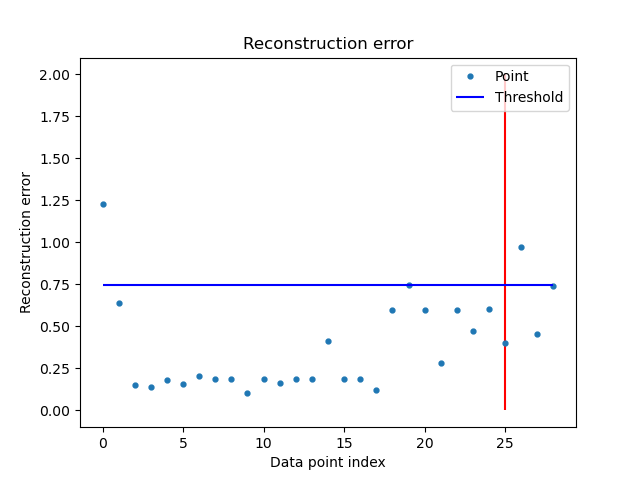 Reconstruction error
Point
Threshold
2.00
1.75
1.50
1.25
1.00
0.75
0.50
0.25
0.00
Reconstruction error
0 5 10 15 20 25
Data point index